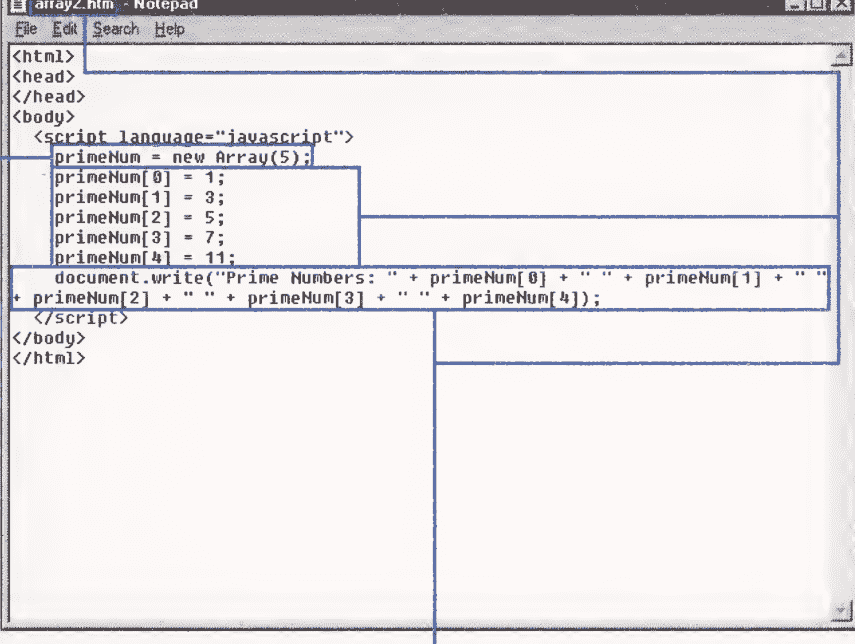 array2.htm - Notepad
File Edit Search Help
<html>
<head>
</head>
<body>
<script language="javascript">
primeNum = new Array(5);
primeNum[0] = 1;
primeNum[1] = 3;
primeNum[2] = 5;
primeNum[3] = 7;
primeNum[4] = 11;
document.write("Prime Numbers: " + primeNum[0] + " " + primeNum[1] + " "
+ primeNum[2] + " " + primeNum[3] + " " + primeNum[4]);
</script>
</body>
</html>